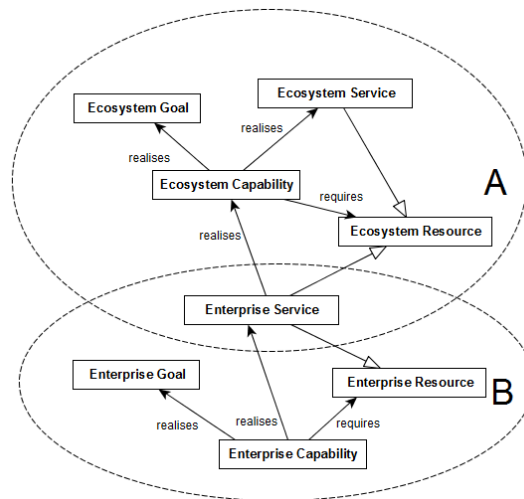 Ecosystem Service
Ecosystem Goal
realises
realises
Ecosystem Capability
A
requires
Ecosystem Resource
realises
Enterprise Service
Enterprise Goal
Enterprise Resource
B
realises
realises
requires
Enterprise Capability